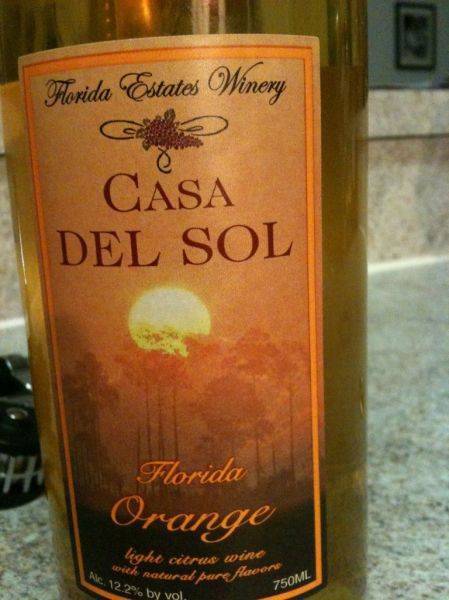 Florida Estates Winery
CASA
DEL SOL
Florida
Orange
light citrus wine
with natural pure flavors
Alc. 12.2% by vol.
750ML